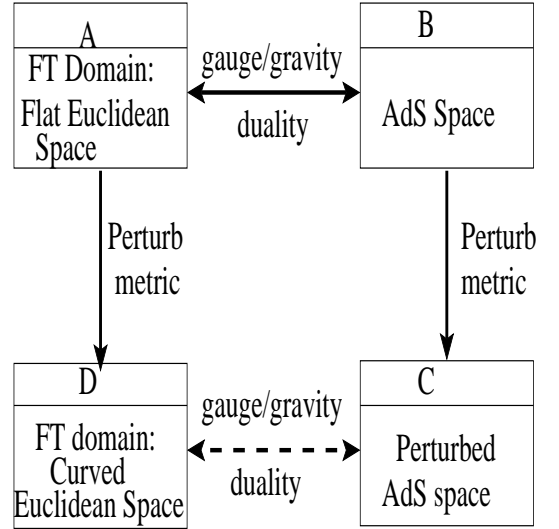 A
FT Domain:
Flat Euclidean
Space
gauge/gravity
duality
B
AdS Space
Perturb
metric
Perturb
metric
D
FT domain:
Curved
Euclidean Space
gauge/gravity
duality
C
Perturbed
AdS space